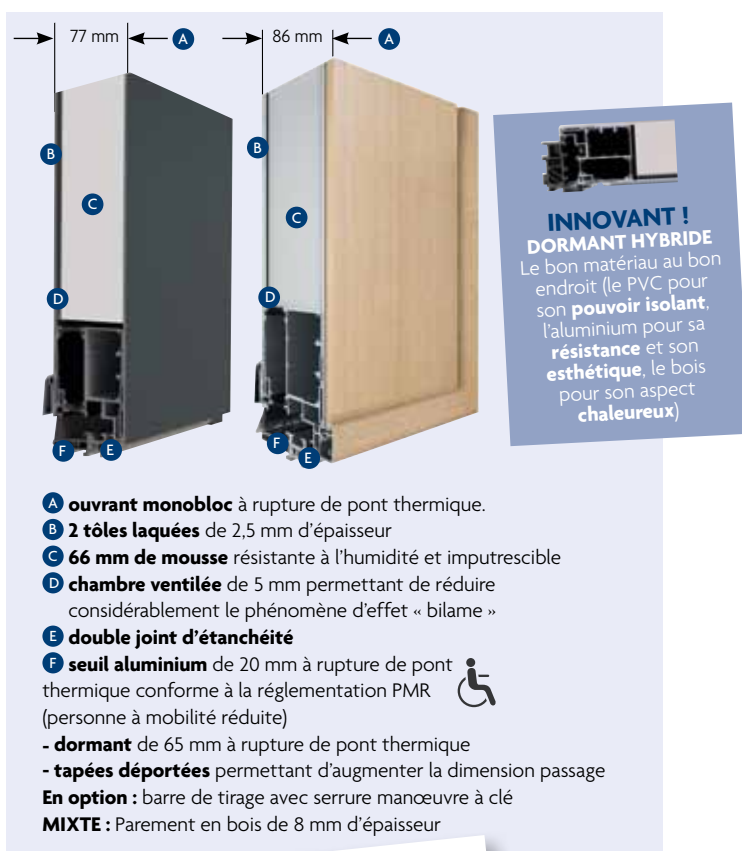 77 mm
A
86 mm
A
B
C
D
F
E
B
C
D
F
E
INNOVANT !
DORMANT HYBRIDE
Le bon matériau au bon
endroit (le PVC pour
son pouvoir isolant,
l’aluminium pour sa
résistance et son
esthétique, le bois
pour son aspect
chaleureux)
A ouvrant monobloc à rupture de pont thermique.
B 2 tôles laquées de 2,5 mm d’épaisseur
C 66 mm de mousse résistante à l’humidité et imputrescible
D chambre ventilée de 5 mm permettant de réduire
considérablement le phénomène d’effet « bilame »
E double joint d’étanchéité
F seuil aluminium de 20 mm à rupture de pont
thermique conforme à la réglementation PMR
(personne à mobilité réduite)
- dormant de 65 mm à rupture de pont thermique
- tapées déportées permettant d’augmenter la dimension passage
En option : barre de tirage avec serrure manœuvre à clé
MIXTE : Parement en bois de 8 mm d’épaisseur